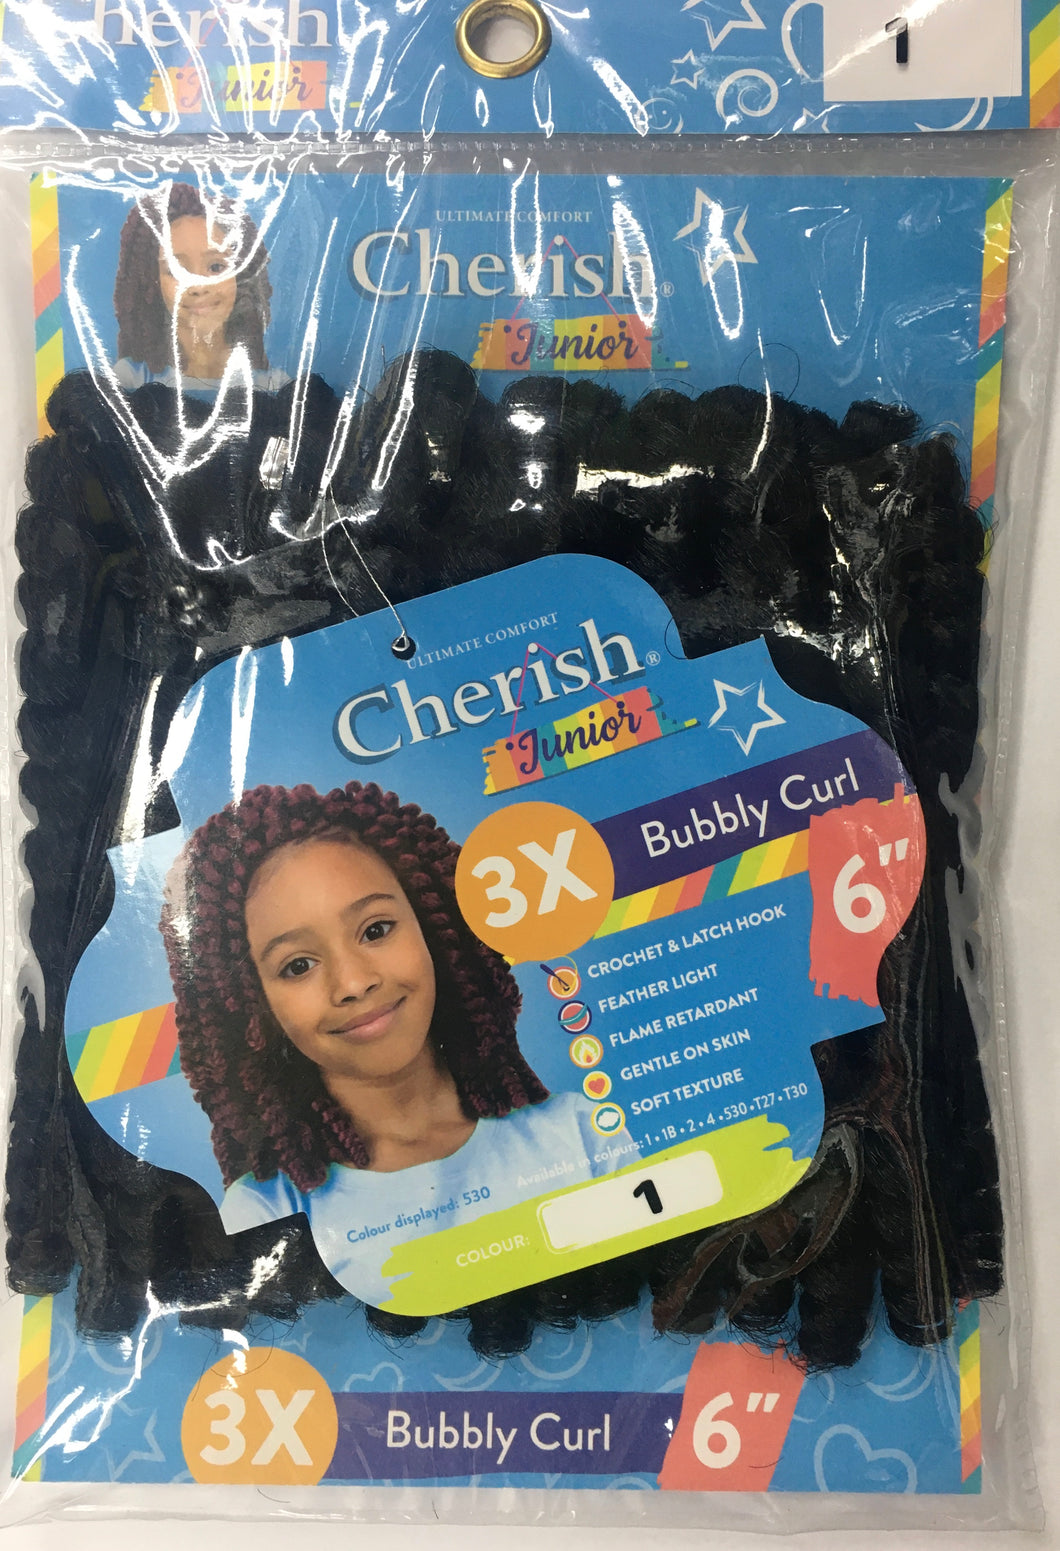 Cherish
Junior
1
ULTIMATE COMFORT
Cherish®
Junior
ULTIMATE COMFORT
Cherish®
Junior
3X
Bubbly Curl
6”
CROCHET & LATCH HOOK
FEATHER LIGHT
FLAME RETARDANT
GENTLE ON SKIN
SOFT TEXTURE
Available in colours: 1 • 1B • 2 • 4 • 530 • T27 • T30
Colour displayed: 530
COLOUR: 1
3X
Bubbly Curl
6”